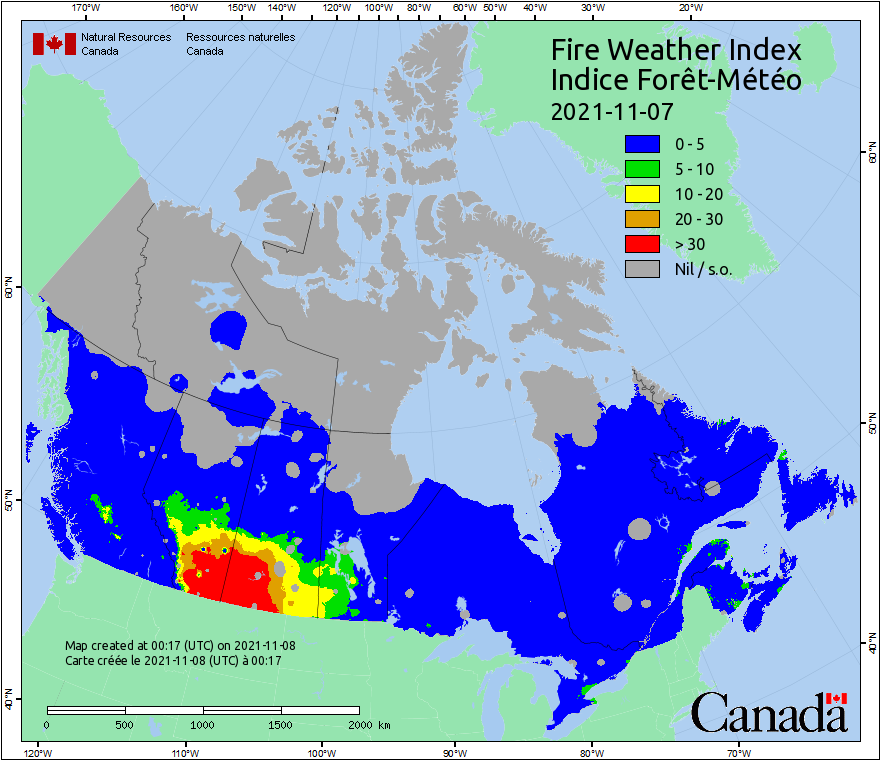 170°W 160°W 150°W 140°W 130°W 120°W 110°W 100°W 90°W 80°W 70°W 60°W 50°W 40°W 30°W 20°W
Natural Resources Ressources naturelles
Canada Canada
Fire Weather Index
Indice Forêt-Météo
2021-11-07
0 - 5
5 - 10
10 - 20
20 - 30
> 30
Nil / s.o.
60°N
60°N
50°N
50°N
40°N
40°N
Map created at 00:17 (UTC) on 2021-11-08
Carte créée le 2021-11-08 (UTC) à 00:17
0 500 1000 1500 2000 km
Canada
120°W 110°W 100°W 90°W 80°W 70°W